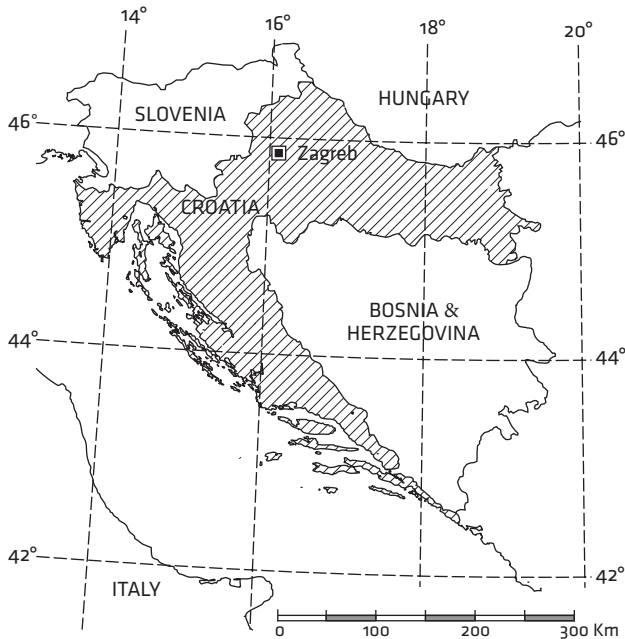 14°
16°
18°
20°
SLOVENIA
HUNGARY
46°
46°
Zagreb
CROATIA
BOSNIA &
HERZEGOVINA
44°
44°
42°
42°
ITALY
0 100 200 300 Km